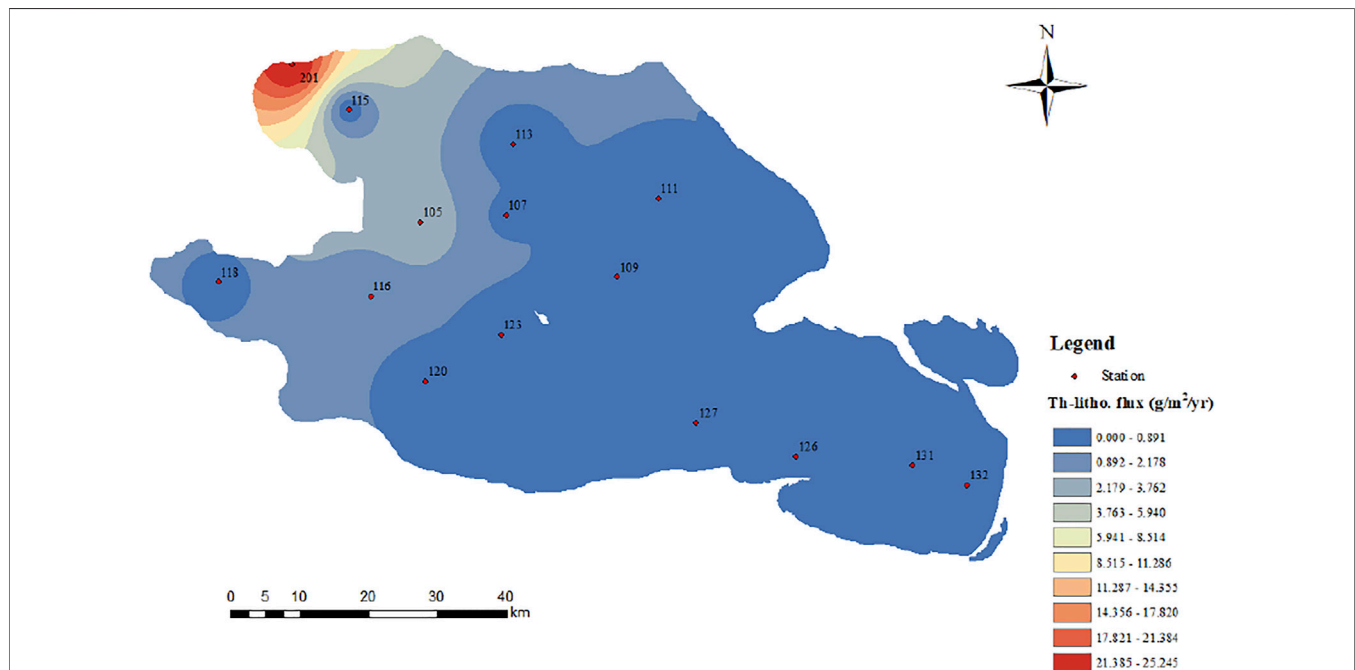 N
201
115
113
111
107
105
109
118
116
123
120
127
126
131
132
Legend
Station
Th-litho. flux (g/m²/yr)
0.000 - 0.891
0.892 - 2.178
2.179 - 3.762
3.763 - 5.940
5.941 - 8.514
8.515 - 11.286
11.287 - 14.355
14.356 - 17.820
17.821 - 21.384
21.385 - 25.245
0 5 10 20 30 40
km